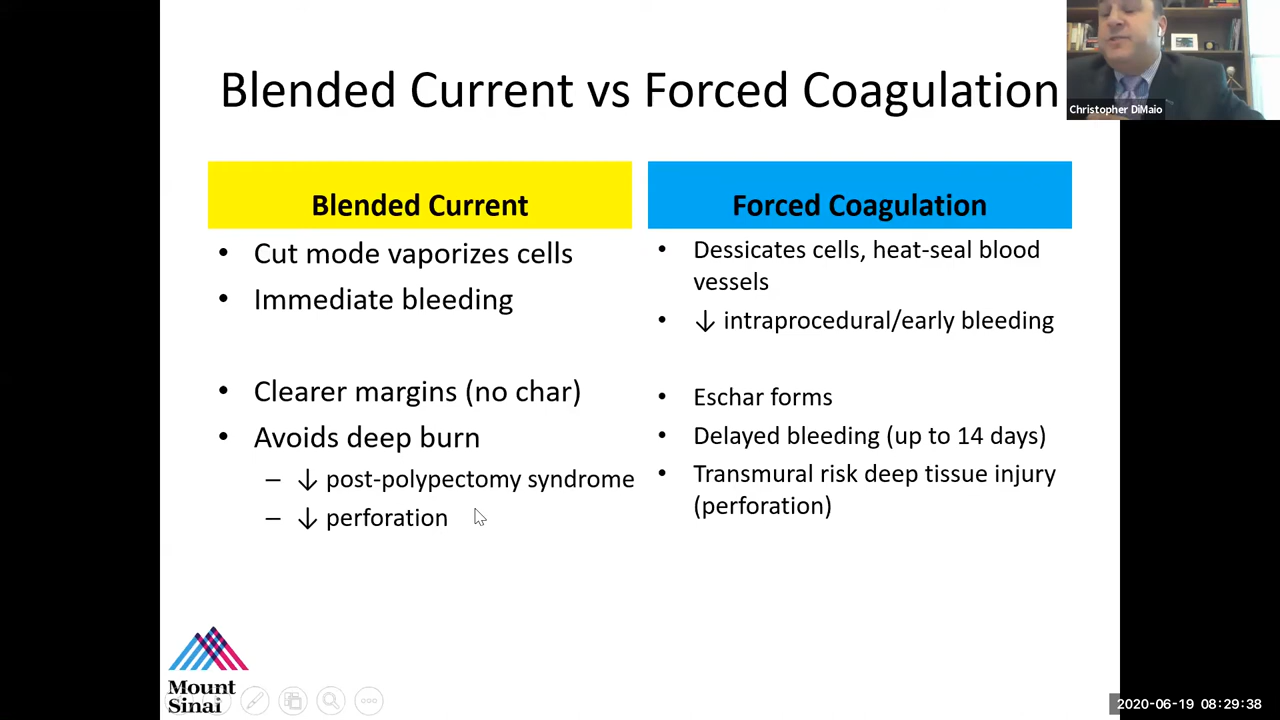 Blended Current vs Forced Coagulation
Christopher DiMaio
Blended Current
• Cut mode vaporizes cells
• Immediate bleeding
• Clearer margins (no char)
• Avoids deep burn
– ↓ post-polypectomy syndrome
– ↓ perforation
Forced Coagulation
• Dessicates cells, heat-seal blood
vessels
• ↓ intraprocedural/early bleeding
• Eschar forms
• Delayed bleeding (up to 14 days)
• Transmural risk deep tissue injury
(perforation)
Mount
Sinai
2020-06-19 08:29:38